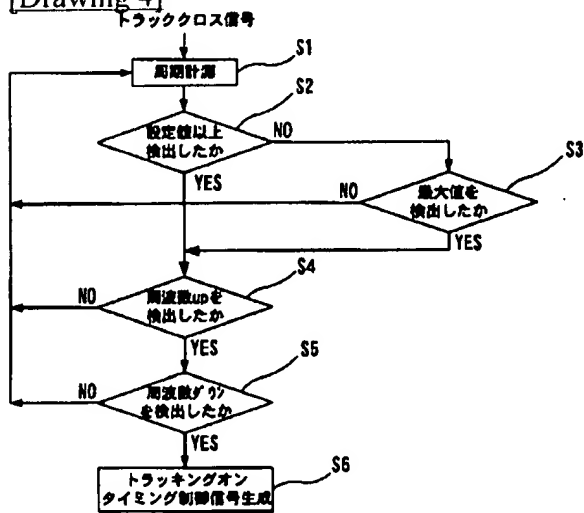 [Drawing 4]
トラッククロス信号
S1
周期計測
S2
設定値以上
検出したか
NO
S3
YES
NO
最大値を
検出したか
YES
S4
NO
周波数upを
検出したか
YES
S5
NO
周波数ダウン
を検出したか
YES
S6
トラッキングオン
タイミング制御信号生成